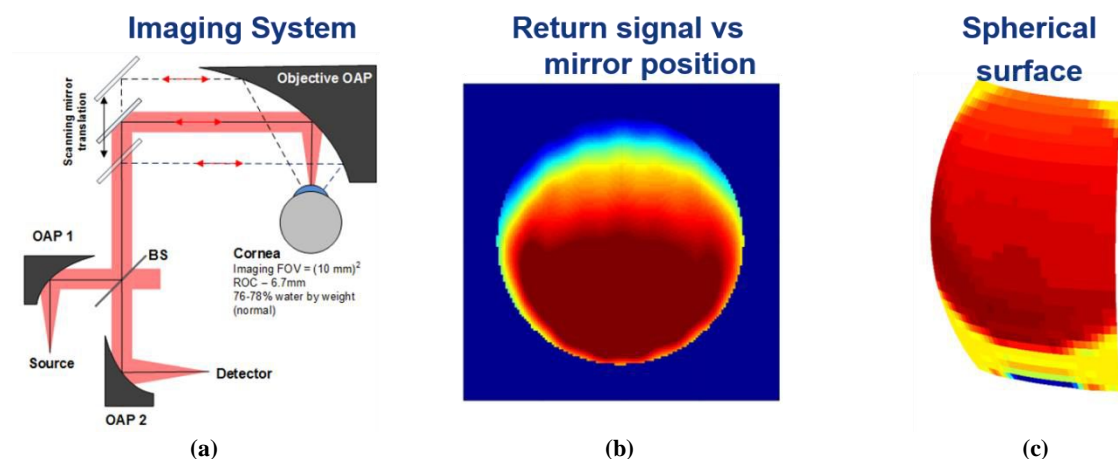 Imaging System
Objective OAP
Scanning mirror
translation
OAP 1
BS
Cornea
Imaging FOV = (10 mm)²
ROC – 6.7mm
76-78% water by weight
(normal)
Source
Detector
OAP 2
(a)
Return signal vs
mirror position
(b)
Spherical
surface
(c)